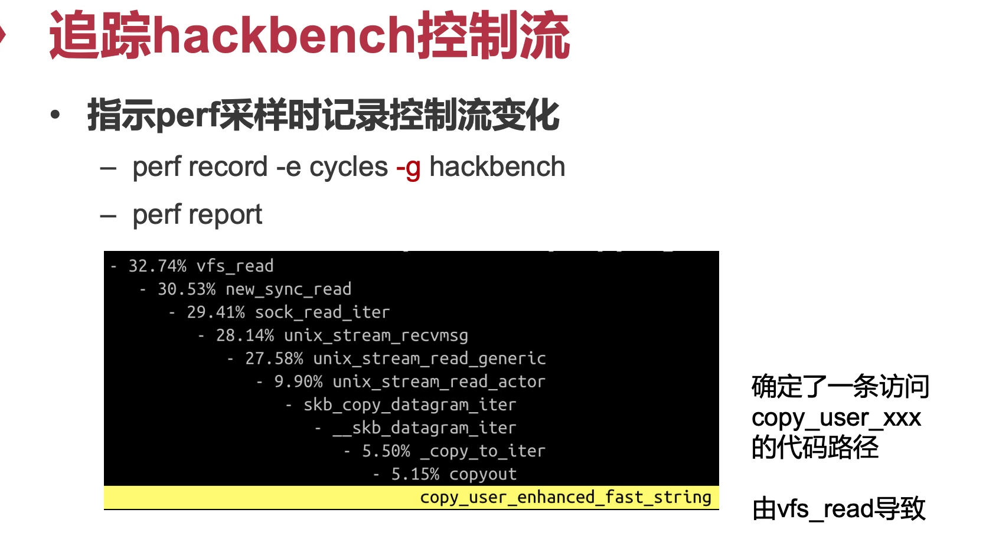 追踪hackbench控制流
• 指示perf采样时记录控制流变化
– perf record -e cycles -g hackbench
– perf report
- 32.74% vfs_read
- 30.53% new_sync_read
- 29.41% sock_read_iter
- 28.14% unix_stream_recvmsg
- 27.58% unix_stream_read_generic
- 9.90% unix_stream_read_actor
- skb_copy_datagram_iter
- __skb_datagram_iter
- 5.50% _copy_to_iter
- 5.15% copyout
copy_user_enhanced_fast_string
确定了一条访问
copy_user_xxx
的代码路径
由vfs_read导致